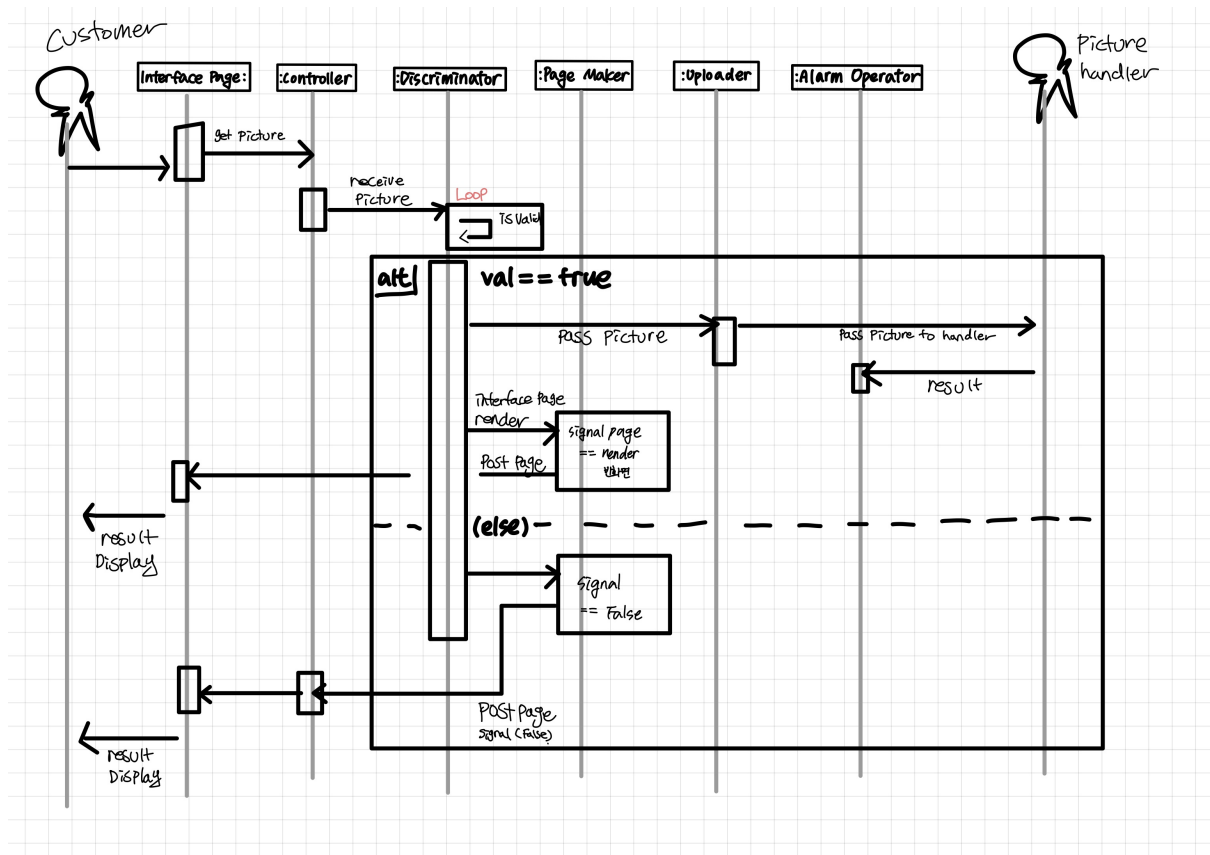 Customer
Picture
handler
Interface Page:
:Controller
:Discriminator
:Page Maker
:Uploader
:Alarm Operator
get Picture
receive
Picture
Loop
isValid
alt
val==true
Pass Picture
Pass Picture to handler
result
interface Page
render
signal page
== render
Post Page
result
Display
(else)
signal
== False
Post Page
signal (False)
result
Display